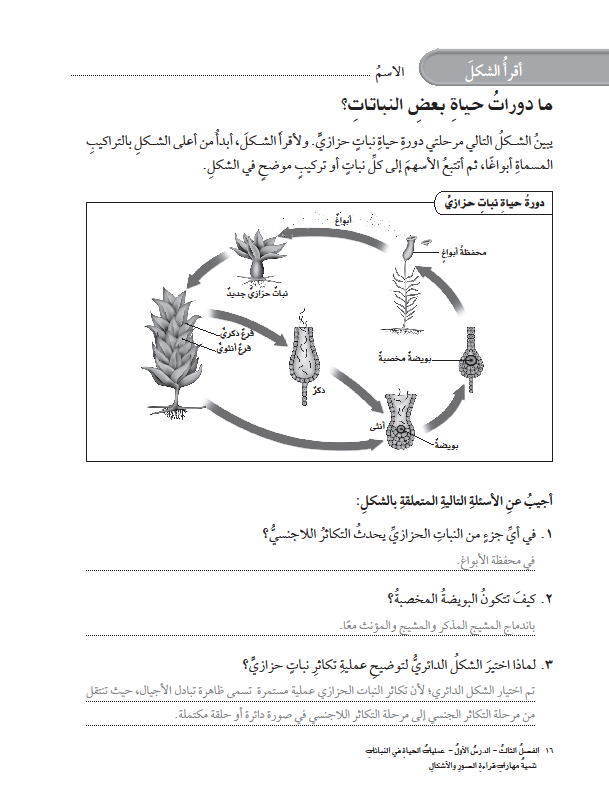 أقرأُ الشكلَ
الاسمُ
ما دوراتُ حياةِ بعضِ النباتاتِ؟
يبينُ الشكلُ التالي مرحلتي دورةِ حياةِ نباتٍ حزازيٍّ. ولأقرأَ الشكلَ، أبدأُ من أعلى الشكلِ بالتراكيبِ
المسماةِ أبواغًا، ثم أتتبعُ الأسهمَ إلى كلِّ نباتٍ أو تركيبٍ موضحٍ في الشكلِ.
دورةُ حياةِ نباتٍ حزازيٍّ
أبواغٌ
محفظةُ أبواغٍ
نباتٌ حزازيٌّ جديدٌ
فرعٌ ذكريٌّ
فرعٌ أنثويٌّ
بويضةٌ مخصبةٌ
ذكرٌ
أنثى
بويضةٌ
أجيبُ عنِ الأسئلةِ التاليةِ المتعلقةِ بالشكلِ:
١. في أيِّ جزءٍ من النباتِ الحزازيِّ يحدثُ التكاثرُ اللاجنسيُّ؟
في محفظة الأبواغ.
٢. كيفَ تتكونُ البويضةُ المخصبةُ؟
باندماج المشيج المذكر والمشيج والمؤنث معًا.
٣. لماذا اختيرَ الشكلُ الدائريُّ لتوضيحِ عمليةِ تكاثرِ نباتٍ حزازيٍّ؟
تم اختيار الشكل الدائري؛ لأن تكاثر النبات الحزازي عملية مستمرة تسمى ظاهرة تبادل الأجيال، حيث تنتقل
من مرحلة التكاثر الجنسي إلى مرحلة التكاثر اللاجنسي في صورة دائرة أو حلقة مكتملة.
١٦ الفصلُ الثالثُ – الدرسُ الأولُ – عملياتُ الحياةِ في النباتاتِ
تنميةُ مهاراتِ قراءةِ الصورِ والأشكالِ